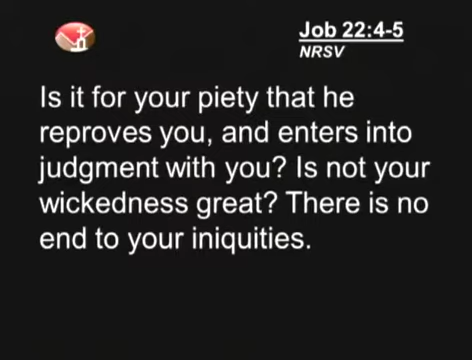 Job 22:4-5
NRSV
Is it for your piety that he
reproves you, and enters into
judgment with you? Is not your
wickedness great? There is no
end to your iniquities.